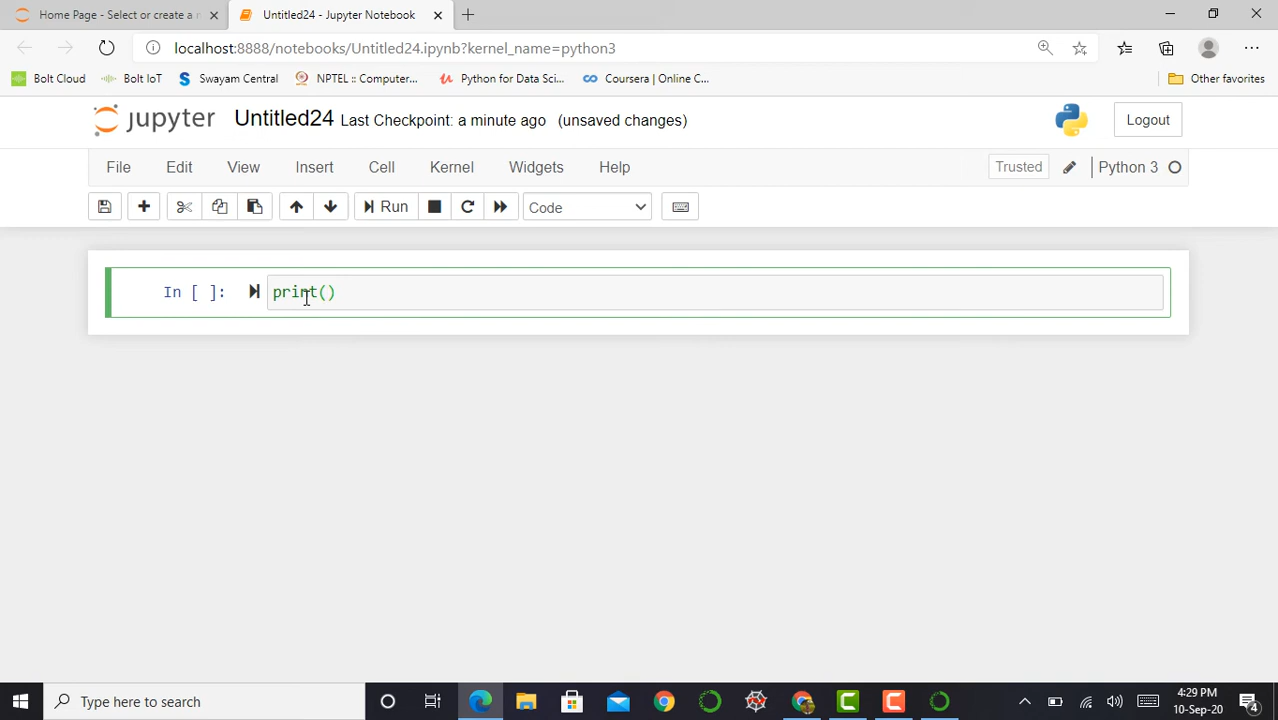 Home Page - Select or create a n
Untitled24 - Jupyter Notebook
localhost:8888/notebooks/Untitled24.ipynb?kernel_name=python3
Bolt Cloud
Bolt IoT
Swayam Central
NPTEL :: Computer...
Python for Data Sci...
Coursera | Online C...
Other favorites
jupyter Untitled24 Last Checkpoint: a minute ago (unsaved changes)
Logout
File Edit View Insert Cell Kernel Widgets Help
Trusted
Python 3
Run
Code
In [ ]: print()
Type here to search
4:29 PM
10-Sep-20
4